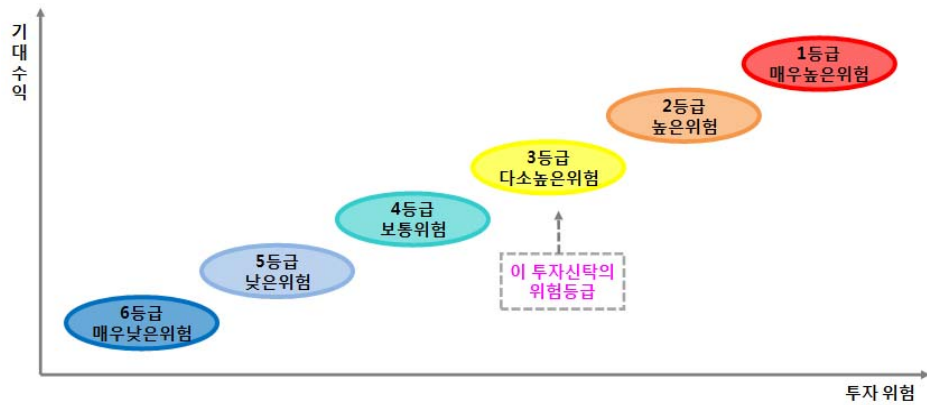 기대수익
1등급
매우높은위험
2등급
높은위험
3등급
다소높은위험
4등급
보통위험
이 투자신탁의
위험등급
5등급
낮은위험
6등급
매우낮은위험
투자 위험